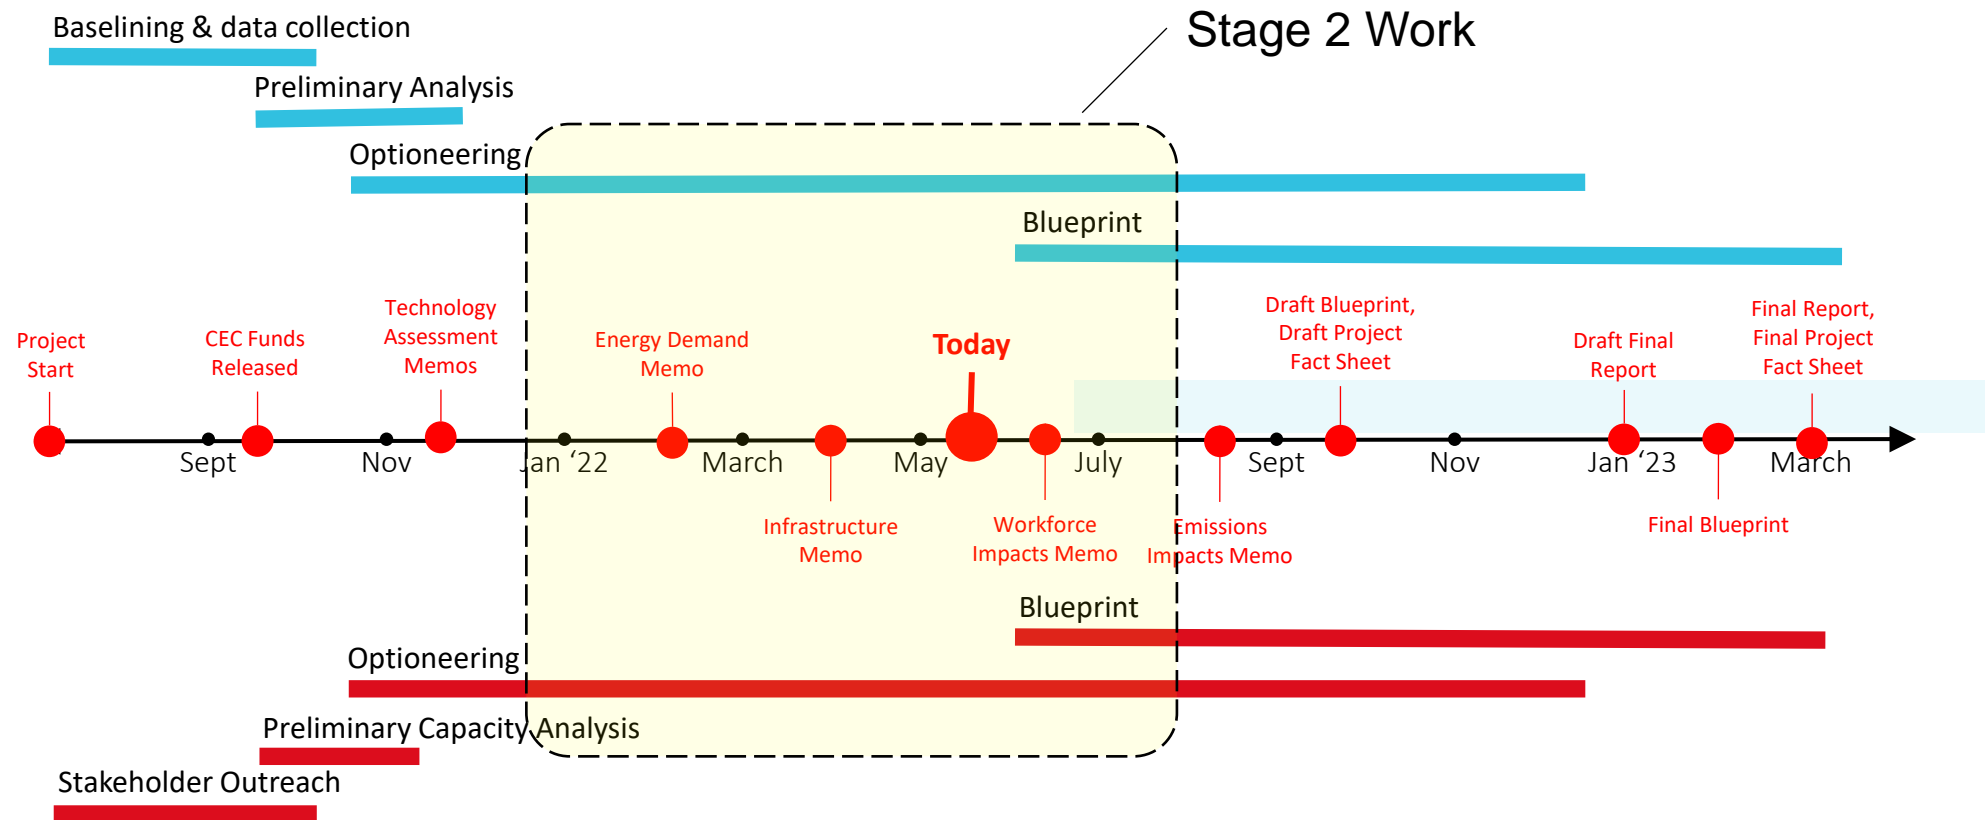 Stage 2 Work
Baselining & data collection
Preliminary Analysis
Optioneering
Blueprint
Project
Start
CEC Funds
Released
Technology
Assessment
Memos
Energy Demand
Memo
Today
Draft Blueprint,
Draft Project
Fact Sheet
Draft Final
Report
Final Report,
Final Project
Fact Sheet
Sept
Nov
Jan ‘22
March
May
July
Sept
Nov
Jan ‘23
March
Infrastructure
Memo
Workforce
Impacts Memo
Emissions
Impacts Memo
Final Blueprint
Blueprint
Optioneering
Preliminary Capacity Analysis
Stakeholder Outreach